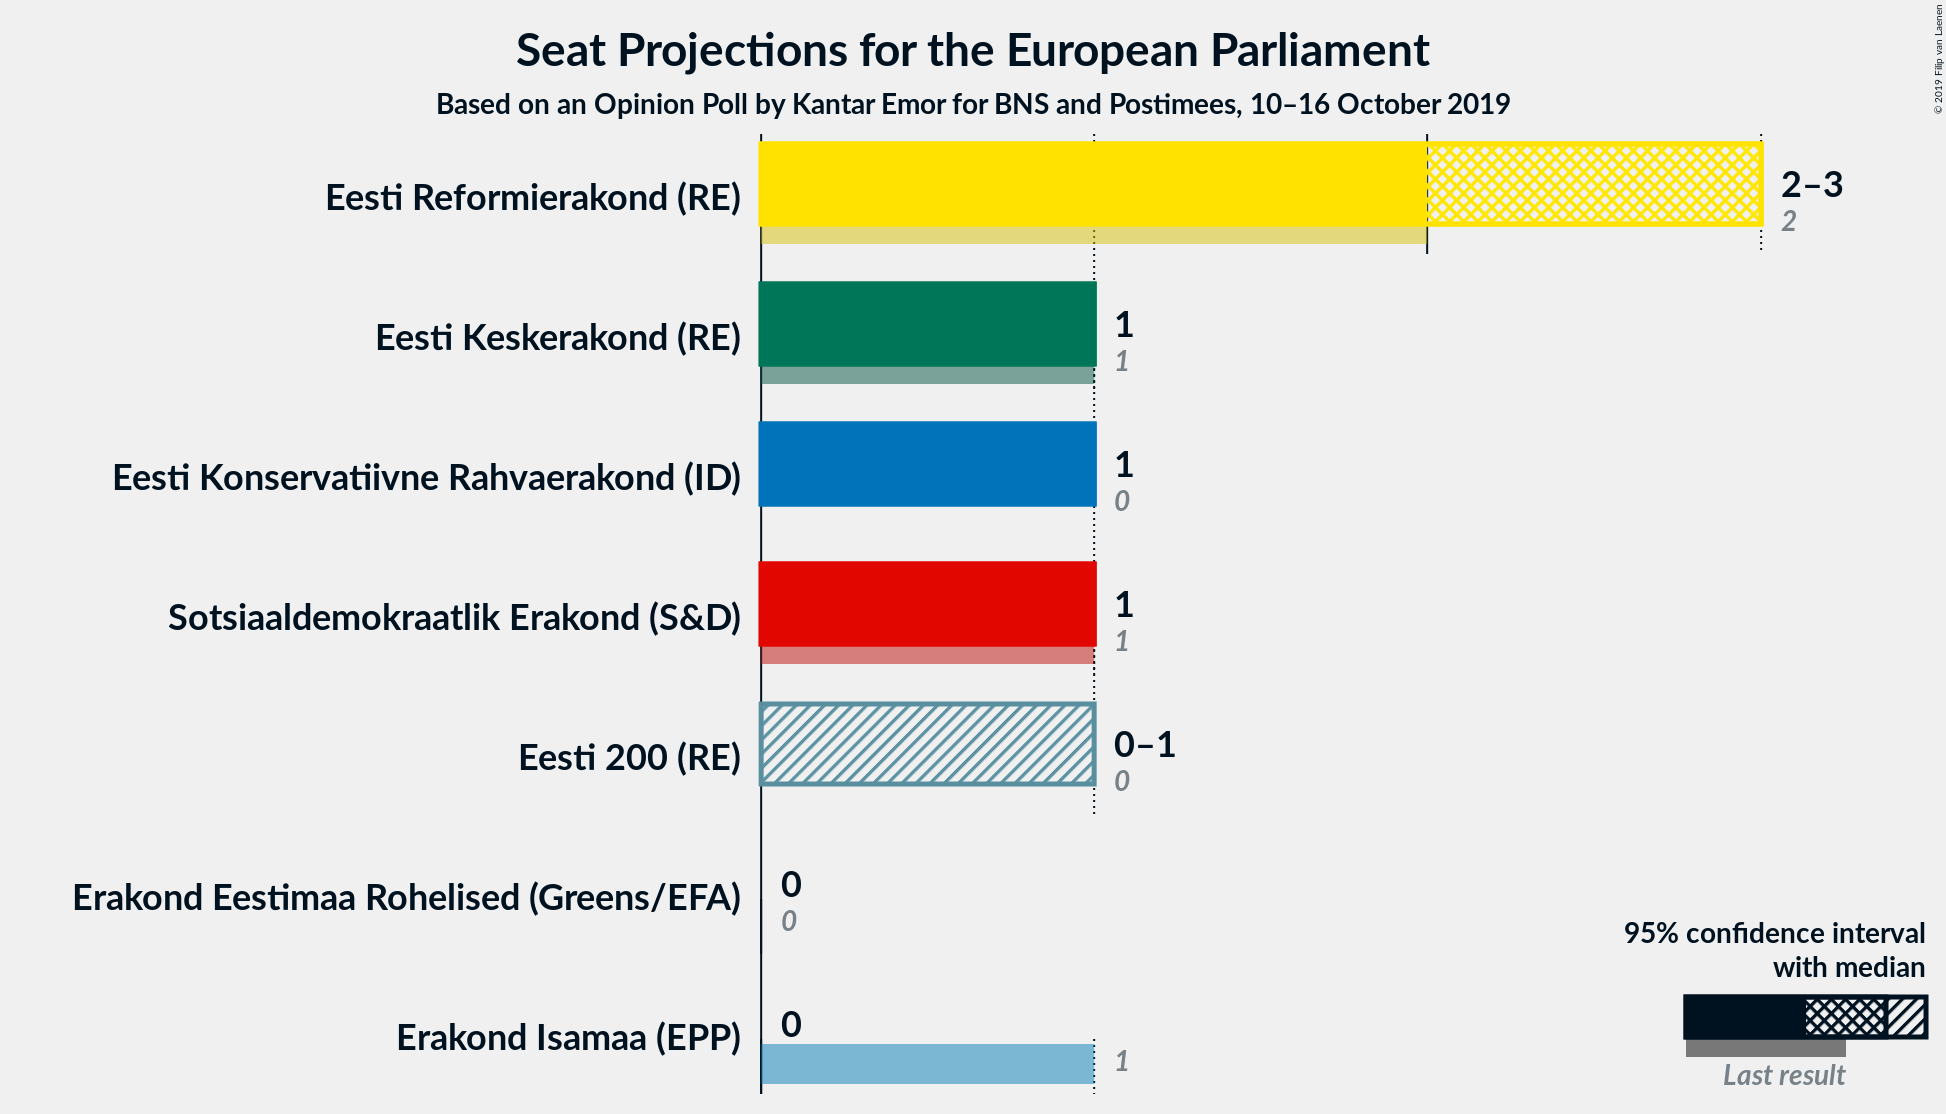 Seat Projections for the European Parliament
Based on an Opinion Poll by Kantar Emor for BNS and Postimees, 10–16 October 2019
© 2019 Filip van Laenen
Eesti Reformierakond (RE)
2–3
2
Eesti Keskerakond (RE)
1
1
Eesti Konservatiivne Rahvaerakond (ID)
1
0
Sotsiaaldemokraatlik Erakond (S&D)
1
1
Eesti 200 (RE)
0–1
0
Erakond Eestimaa Rohelised (Greens/EFA)
0
0
Erakond Isamaa (EPP)
0
1
95% confidence interval
with median
Last result